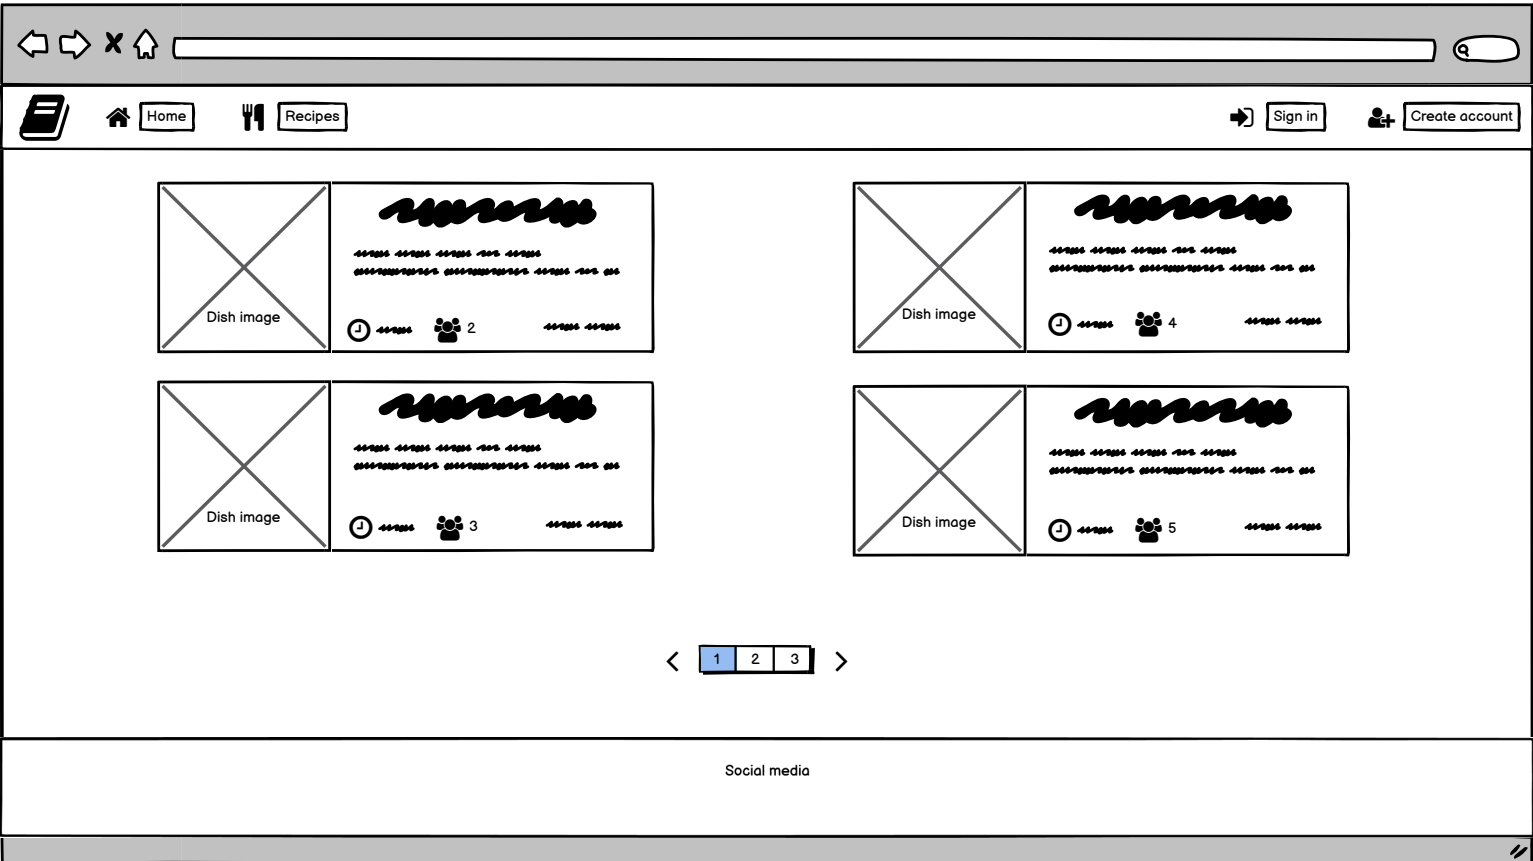 Home Recipes Sign in Create account
Dish image
2
Dish image
4
Dish image
3
Dish image
5
1 2 3
Social media